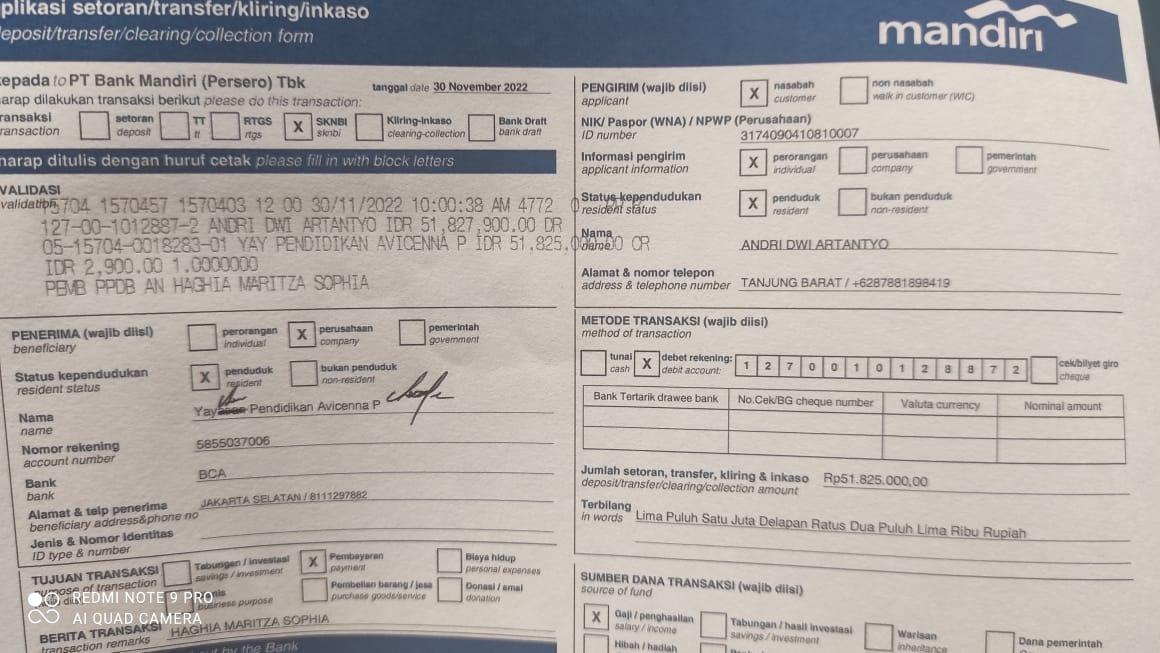 plikasi setoran/transfer/kliring/inkaso
deposit/transfer/clearing/collection form
mandiri
kepada to PT Bank Mandiri (Persero) Tbk
tanggal date 30 November 2022
harap dilakukan transaksi berikut please do this transaction:
transaksi transaction
setoran deposit
TT tt
RTGS rtgs
X SKNBI sknbi
Kliring-Inkaso clearing-collection
Bank Draft bank draft
harap ditulis dengan huruf cetak please fill in with block letters
VALIDASI
validation
15704 1570457 1570403 12 00 30/11/2022 10:00:38 AM 4772
127-00-1012887-2 ANDRI DWI ARTANTYO IDR 51,827,900.00 DR
05-15704-0018283-01 YAY PENDIDIKAN AVICENNA P IDR 51,825,000.00 CR
IDR 2,900.00 1.0000000
PEMB PPDB AN HAGHIA MARITZA SOPHIA
PENERIMA (wajib diisi)
beneficiary
perorangan individual
X perusahaan company
pemerintah government
Status kependudukan
resident status
X penduduk resident
bukan penduduk non-resident
Nama
name
Yayasan Pendidikan Avicenna P
Nomor rekening
account number
5855037006
Bank
bank
BCA
Alamat & telp penerima
beneficiary address&phone no
JAKARTA SELATAN / 8111297882
Jenis & Nomor Identitas
ID type & number
TUJUAN TRANSAKSI
purpose of transaction
Tabungan / investasi savings / investment
X Pembayaran payment
Biaya hidup personal expenses
business purpose
Pembelian barang / jasa purchase goods/service
Donasi / amal donation
BERITA TRANSAKSI
transaction remarks
HAGHIA MARITZA SOPHIA
by the Bank
PENGIRIM (wajib diisi)
applicant
X nasabah customer
non nasabah walk in customer (WIC)
NIK/ Paspor (WNA) / NPWP (Perusahaan)
ID number
3174090410810007
Informasi pengirim
applicant information
X perorangan individual
perusahaan company
pemerintah government
Status kependudukan
resident status
X penduduk resident
bukan penduduk non-resident
Nama
name
ANDRI DWI ARTANTYO
Alamat & nomor telepon
address & telephone number
TANJUNG BARAT / +6287881898419
METODE TRANSAKSI (wajib diisi)
method of transaction
tunai cash
X debet rekening: debit account:
1 2 7 0 0 1 0 1 2 8 8 7 2
cek/bilyet giro cheque
Bank Tertarik drawee bank
No.Cek/BG cheque number
Valuta currency
Nominal amount
Jumlah setoran, transfer, kliring & inkaso
deposit/transfer/clearing/collection amount
Rp51.825.000,00
Terbilang
in words
Lima Puluh Satu Juta Delapan Ratus Dua Puluh Lima Ribu Rupiah
SUMBER DANA TRANSAKSI (wajib diisi)
source of fund
X Gaji / penghasilan salary / income
Tabungan / hasil investasi savings / investment
Warisan inheritance
Dana pemerintah
Hibah / hadiah
REDMI NOTE 9 PRO
AI QUAD CAMERA